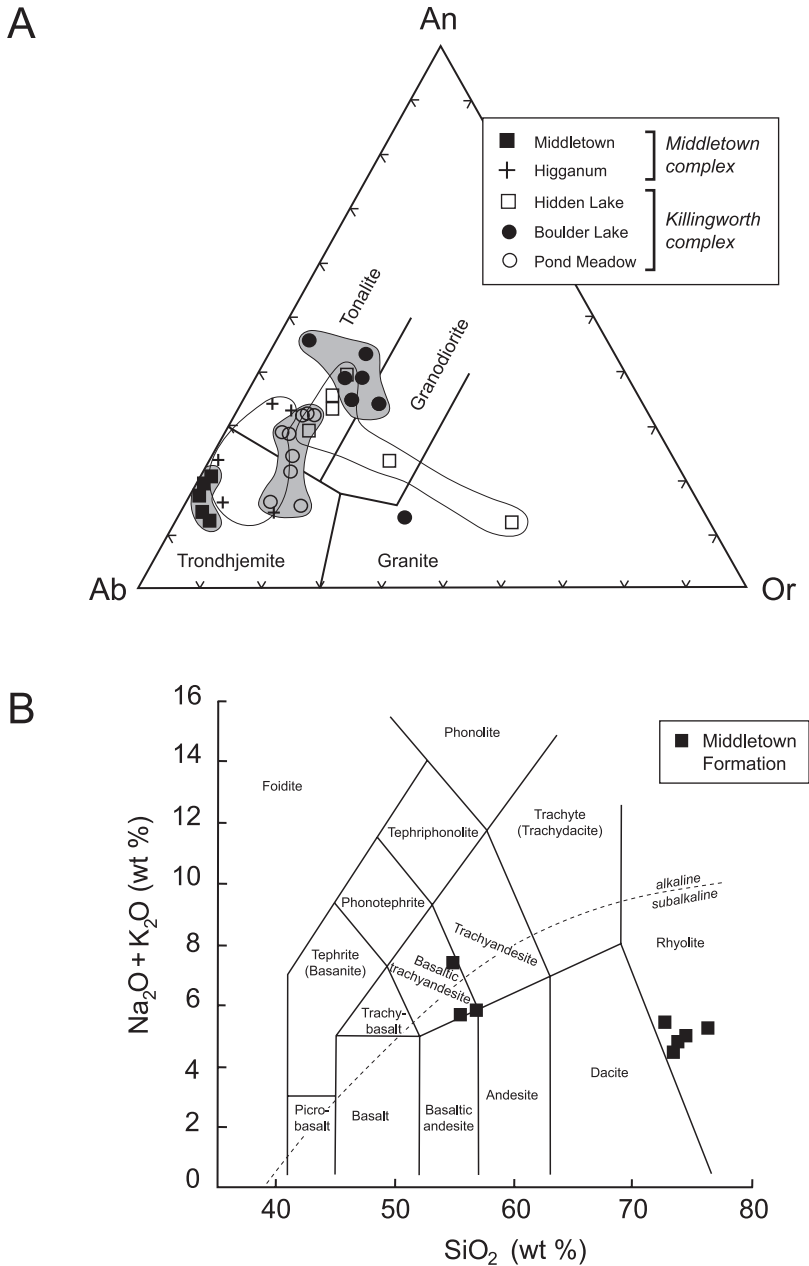 A
An
Middletown
Higganum
Middletown
complex
Hidden Lake
Boulder Lake
Pond Meadow
Killingworth
complex
Tonalite
Granodiorite
Trondhjemite
Granite
Ab
Or
B
16
14
12
10
8
6
4
2
0
Na2O + K2O (wt %)
Middletown
Formation
Phonolite
Foidite
Trachyte
(Trachydacite)
Tephriphonolite
alkaline
subalkaline
Phonotephrite
Rhyolite
Trachyandesite
Tephrite
(Basanite)
Basaltic
trachyandesite
Trachy-
basalt
Dacite
Andesite
Picro-
basalt
Basalt
Basaltic
andesite
40
50
60
70
80
SiO2 (wt %)